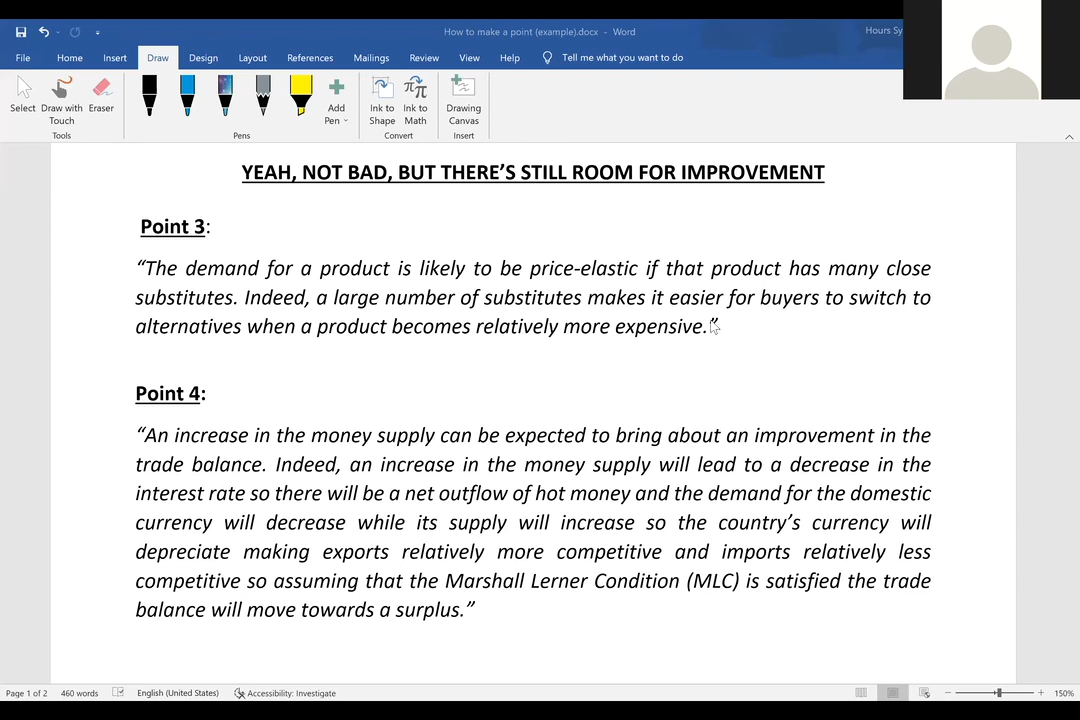 How to make a point (example).docx - Word
Hours Sy
File Home Insert Draw Design Layout References Mailings Review View Help Tell me what you want to do
Select Draw with Touch Eraser Add Pen Ink to Shape Ink to Math Drawing Canvas
Tools Pens Convert Insert
YEAH, NOT BAD, BUT THERE’S STILL ROOM FOR IMPROVEMENT
Point 3:
“The demand for a product is likely to be price-elastic if that product has many close
substitutes. Indeed, a large number of substitutes makes it easier for buyers to switch to
alternatives when a product becomes relatively more expensive.”
Point 4:
“An increase in the money supply can be expected to bring about an improvement in the
trade balance. Indeed, an increase in the money supply will lead to a decrease in the
interest rate so there will be a net outflow of hot money and the demand for the domestic
currency will decrease while its supply will increase so the country’s currency will
depreciate making exports relatively more competitive and imports relatively less
competitive so assuming that the Marshall Lerner Condition (MLC) is satisfied the trade
balance will move towards a surplus.”
Page 1 of 2 460 words English (United States) Accessibility: Investigate 150%